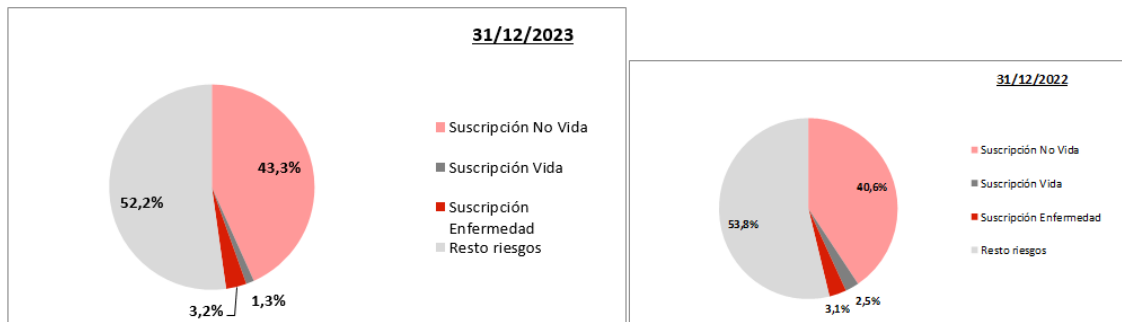 31/12/2023
43,3%
52,2%
3,2%
1,3%
Suscripción No Vida
Suscripción Vida
Suscripción
Enfermedad
Resto riesgos
31/12/2022
40,6%
53,8%
3,1%
2,5%
Suscripción No Vida
Suscripción Vida
Suscripción Enfermedad
Resto riesgos